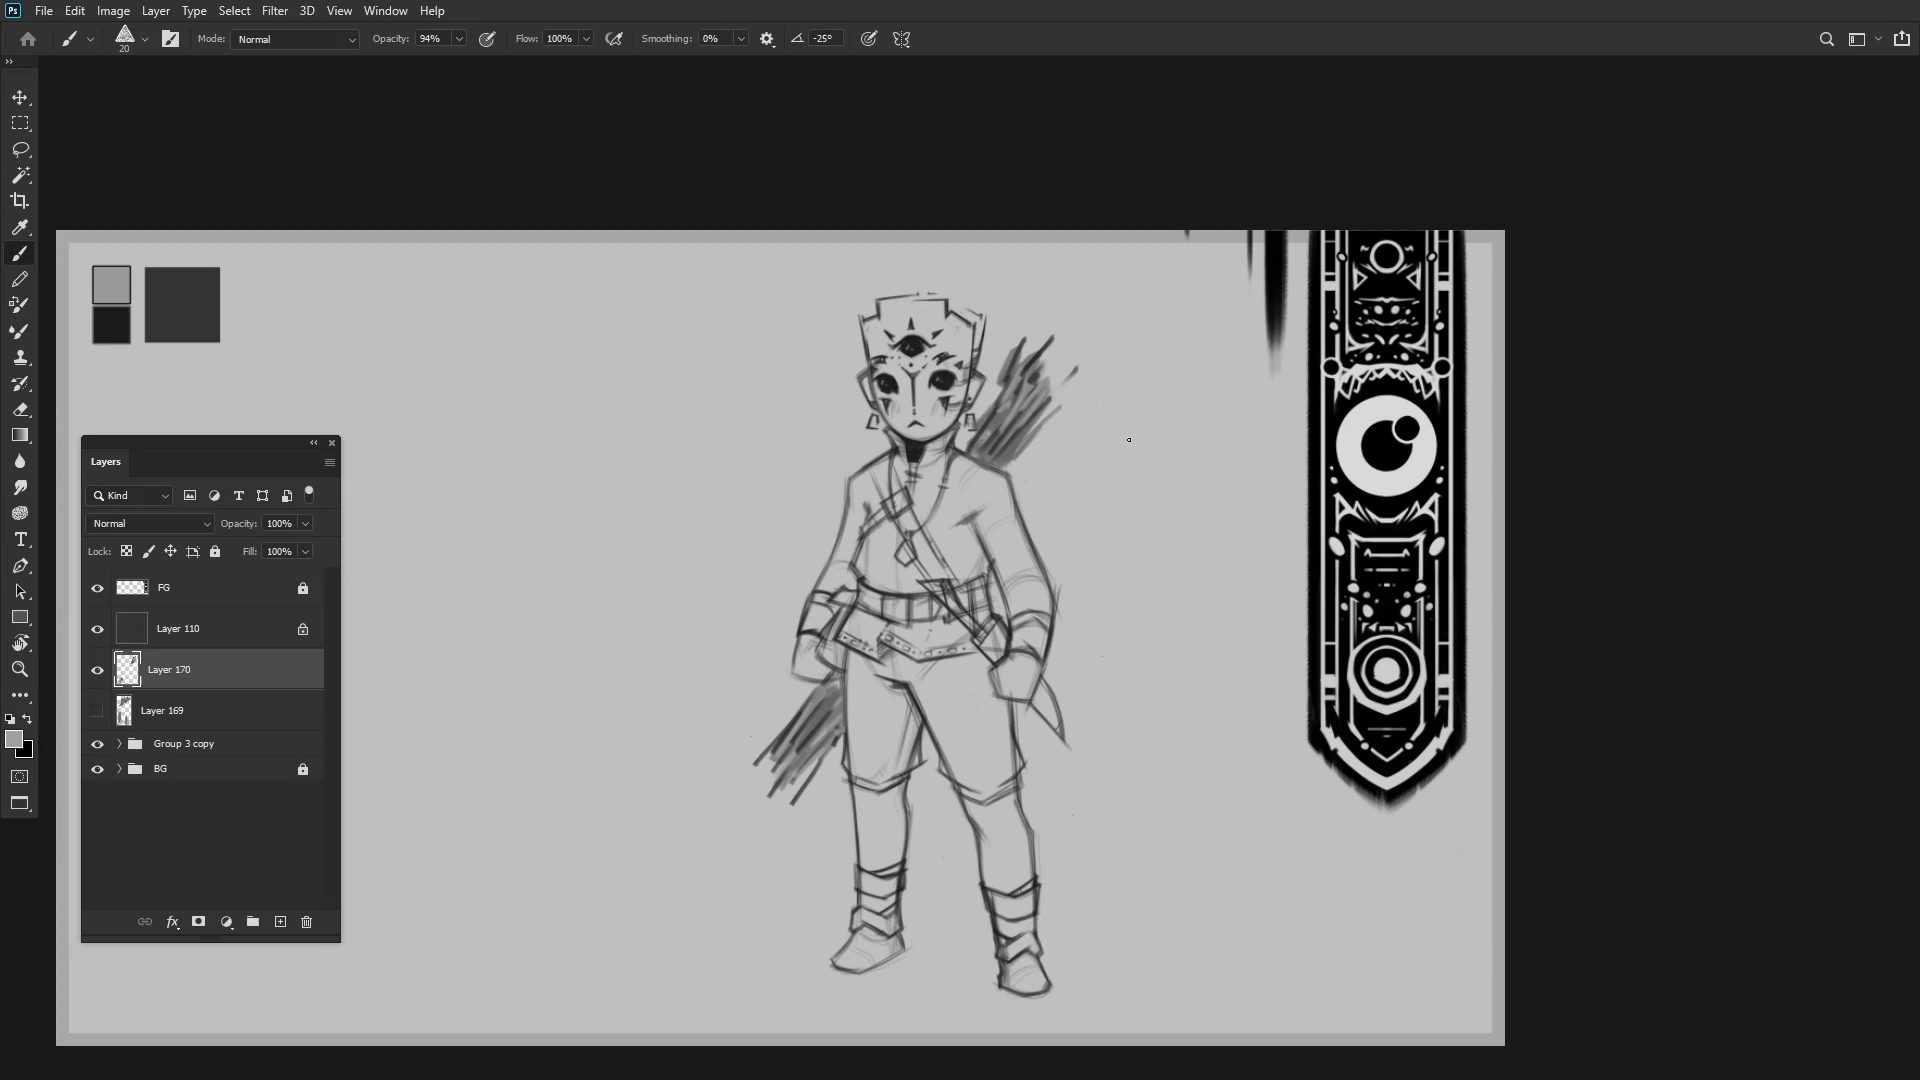 Ps File Edit Image Layer Type Select Filter 3D View Window Help
20 Mode: Normal Opacity: 94% Flow: 100% Smoothing: 0% -25°
Layers
Kind
Normal Opacity: 100%
Lock: Fill: 100%
FG
Layer 110
Layer 170
Layer 169
Group 3 copy
BG
fx